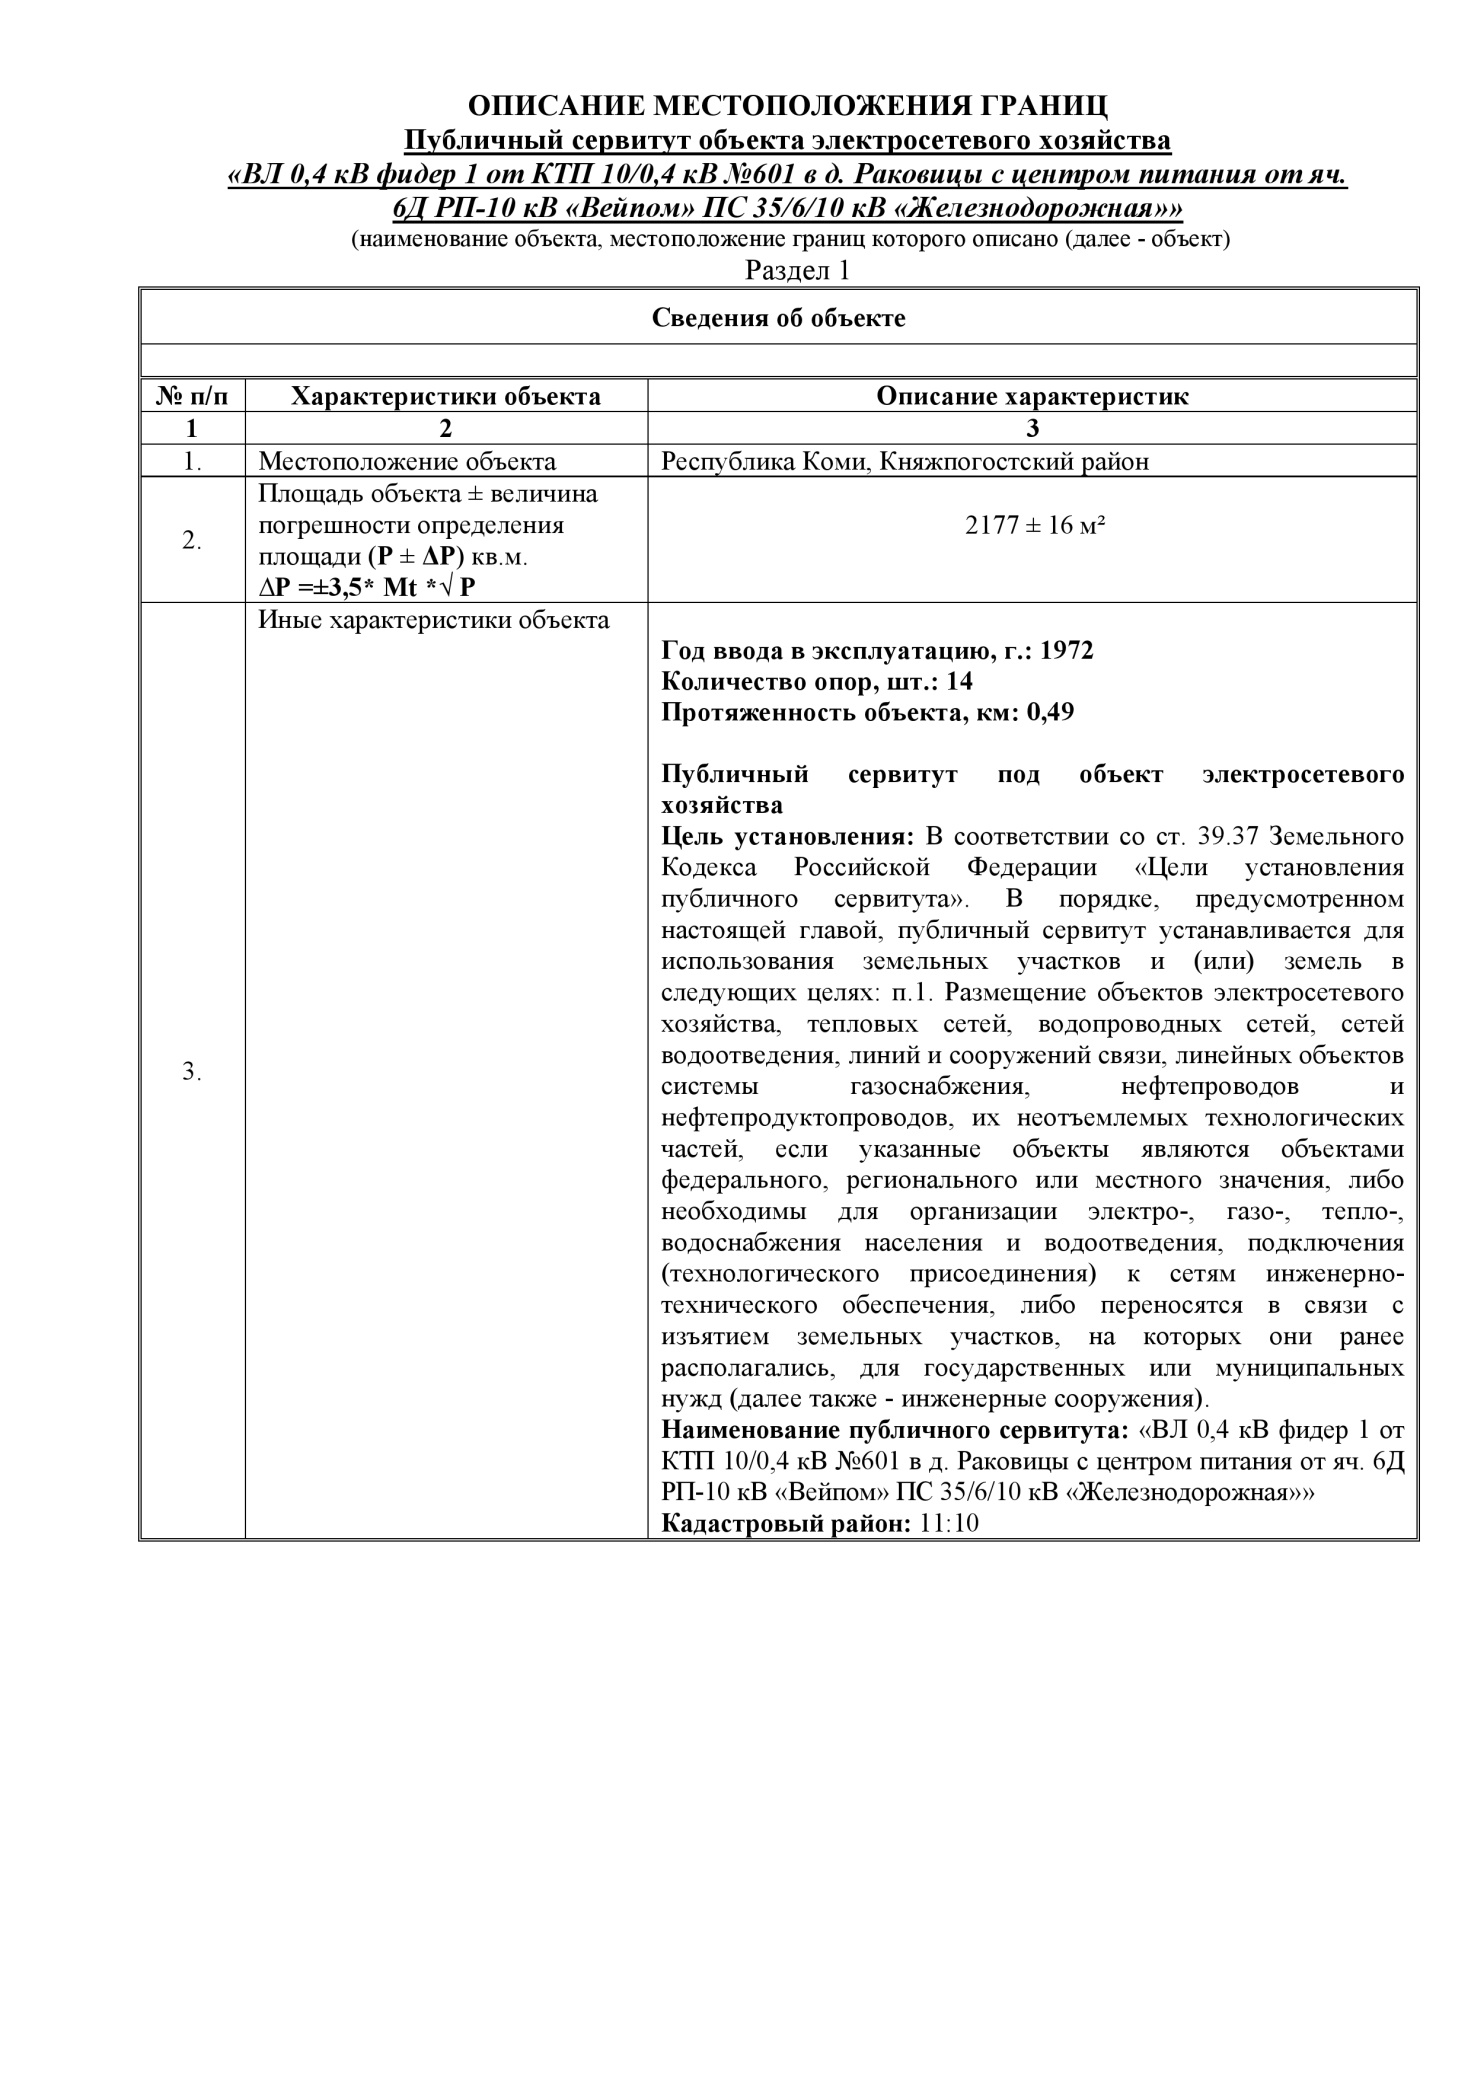 ОПИСАНИЕ МЕСТОПОЛОЖЕНИЯ ГРАНИЦ
Публичный сервитут объекта электросетевого хозяйства
«ВЛ 0,4 кВ фидер 1 от КТП 10/0,4 кВ №601 в д. Раковицы с центром питания от яч.
6Д РП-10 кВ «Вейпом» ПС 35/6/10 кВ «Железнодорожная»»
(наименование объекта, местоположение границ которого описано (далее - объект)
Раздел 1
Сведения об объекте
№ п/п Характеристики объекта Описание характеристик
1 2 3
1. Местоположение объекта Республика Коми, Княжпогостский район
2.
Площадь объекта ± величина
погрешности определения
площади (P ± ΔP) кв.м.
ΔP =±3,5* Mt *√ P
2177 ± 16 м²
3.
Иные характеристики объекта
Год ввода в эксплуатацию, г.: 1972
Количество опор, шт.: 14
Протяженность объекта, км: 0,49
Публичный сервитут под объект электросетевого
хозяйства
Цель установления: В соответствии со ст. 39.37 Земельного
Кодекса Российской Федерации «Цели установления
публичного сервитута». В порядке, предусмотренном
настоящей главой, публичный сервитут устанавливается для
использования земельных участков и (или) земель в
следующих целях: п.1. Размещение объектов электросетевого
хозяйства, тепловых сетей, водопроводных сетей, сетей
водоотведения, линий и сооружений связи, линейных объектов
системы газоснабжения, нефтепроводов и
нефтепродуктопроводов, их неотъемлемых технологических
частей, если указанные объекты являются объектами
федерального, регионального или местного значения, либо
необходимы для организации электро-, газо-, тепло-,
водоснабжения населения и водоотведения, подключения
(технологического присоединения) к сетям инженерно-
технического обеспечения, либо переносятся в связи с
изъятием земельных участков, на которых они ранее
располагались, для государственных или муниципальных
нужд (далее также - инженерные сооружения).
Наименование публичного сервитута: «ВЛ 0,4 кВ фидер 1 от
КТП 10/0,4 кВ №601 в д. Раковицы с центром питания от яч. 6Д
РП-10 кВ «Вейпом» ПС 35/6/10 кВ «Железнодорожная»»
Кадастровый район: 11:10